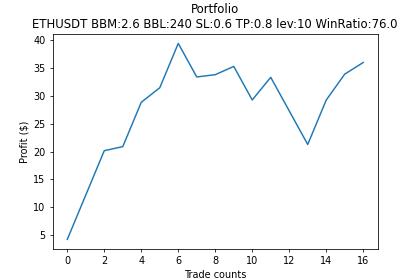 Portfolio
ETHUSDT BBM:2.6 BBL:240 SL:0.6 TP:0.8 lev:10 WinRatio:76.0
40
35
30
25
20
15
10
5
Profit ($)
0 2 4 6 8 10 12 14 16
Trade counts